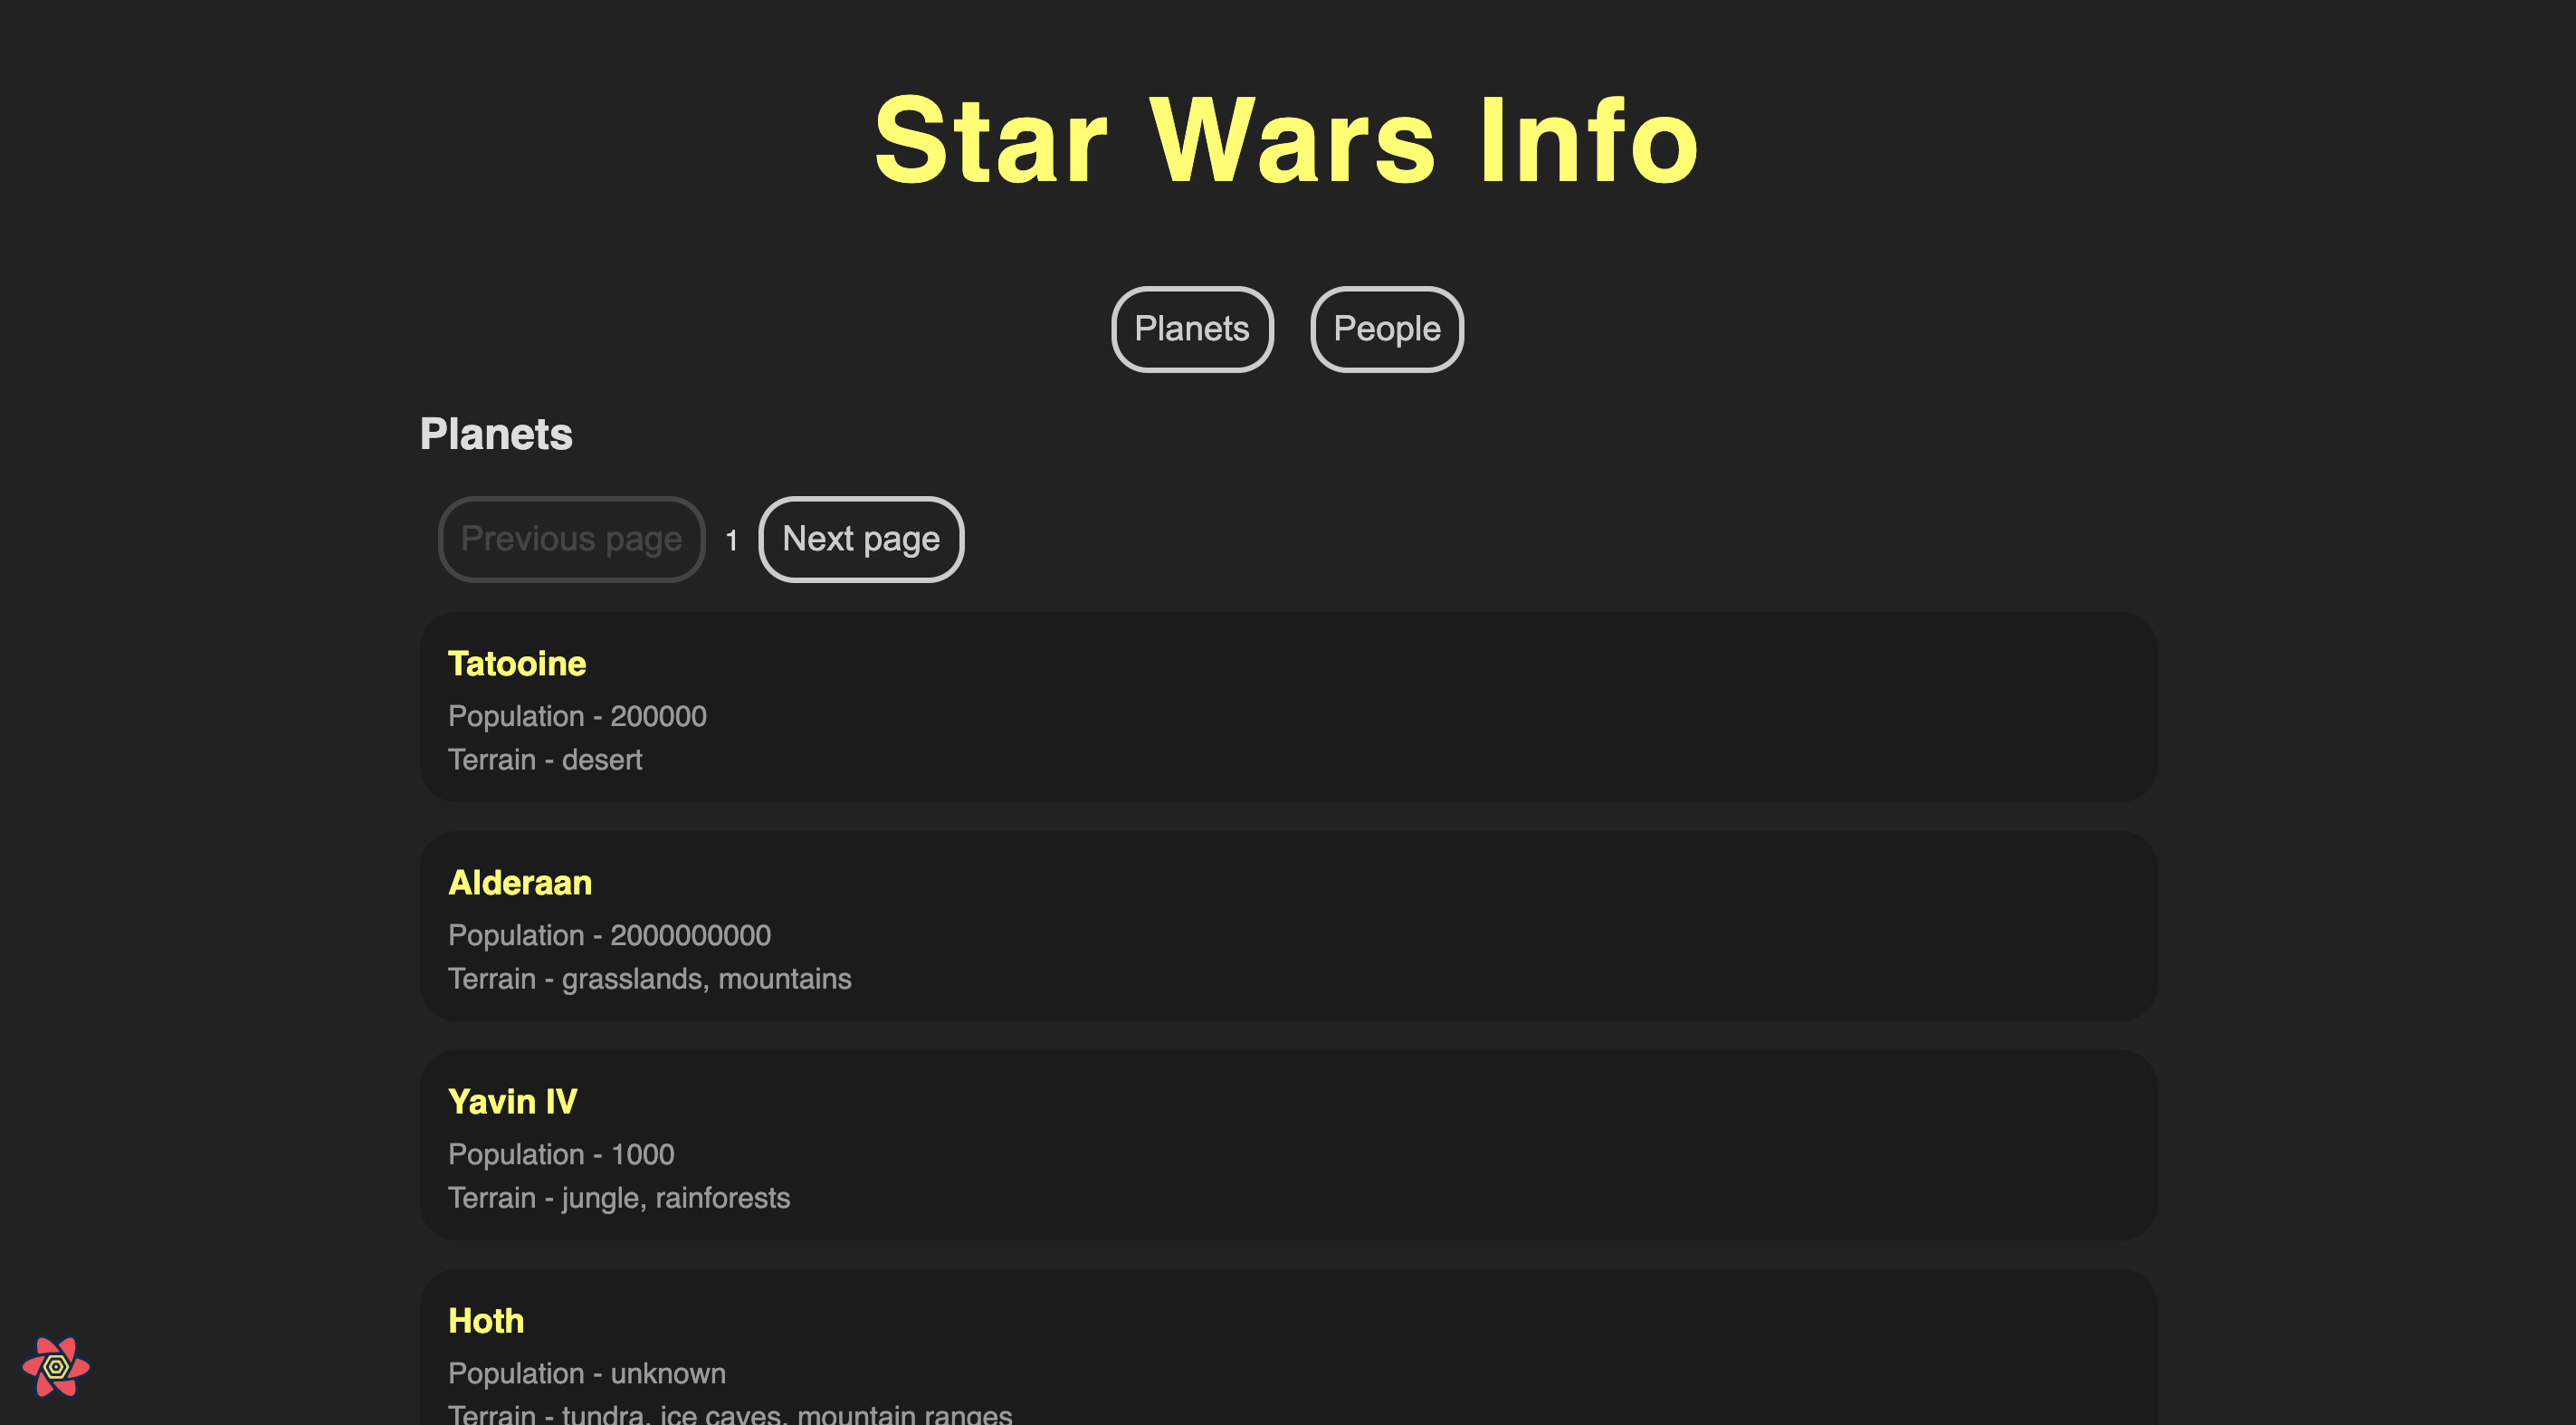 Star Wars Info
Planets People
Planets
Previous page 1 Next page
Tatooine
Population - 200000
Terrain - desert
Alderaan
Population - 2000000000
Terrain - grasslands, mountains
Yavin IV
Population - 1000
Terrain - jungle, rainforests
Hoth
Population - unknown
Terrain - tundra, ice caves, mountain ranges